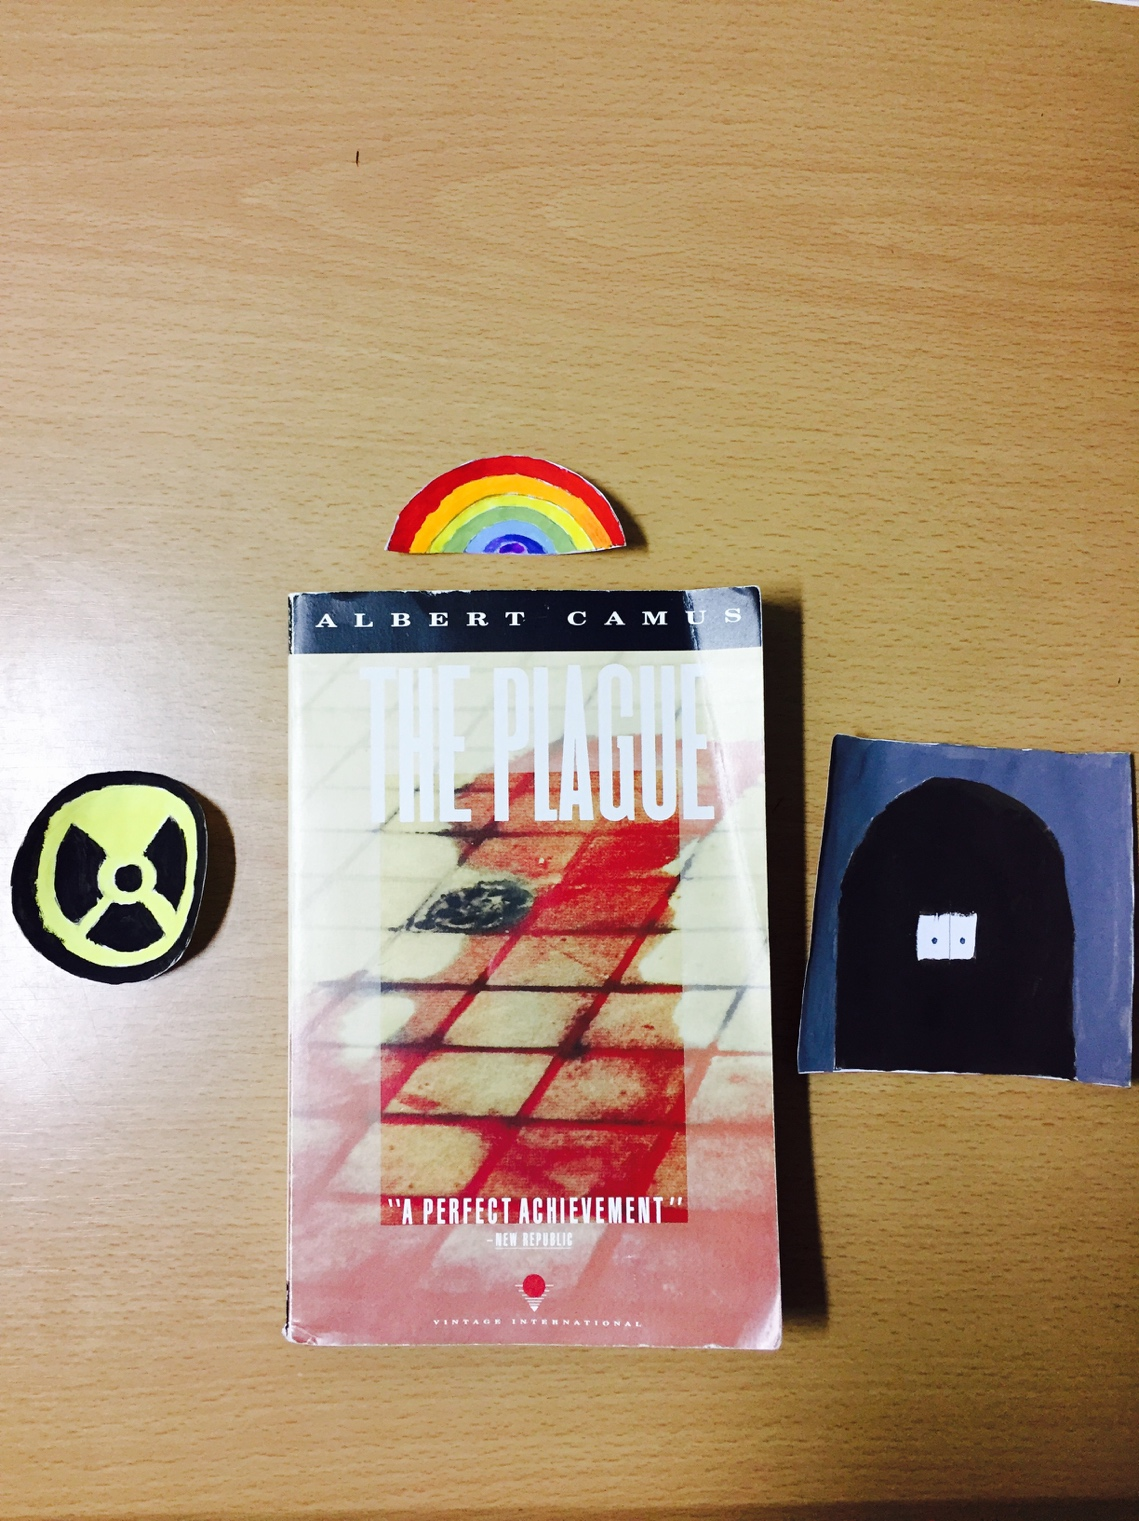 ALBERT CAMUS
THE PLAGUE
"A PERFECT ACHIEVEMENT"
-NEW REPUBLIC
VINTAGE INTERNATIONAL